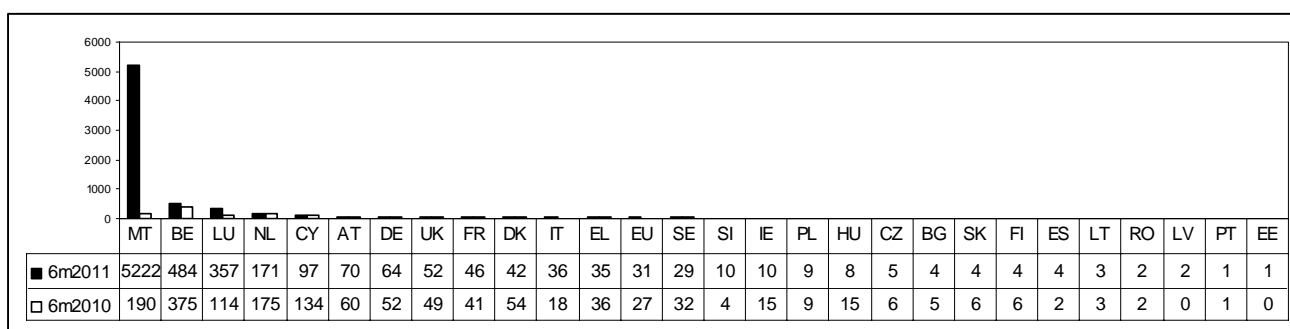 6000
5000
4000
3000
2000
1000
0
MT BE LU NL CY AT DE UK FR DK IT EL EU SE SI IE PL HU CZ BG SK FI ES LT RO LV PT EE
6m2011 5222 484 357 171 97 70 64 52 46 42 36 35 31 29 10 10 9 8 5 4 4 4 4 3 2 2 1 1
6m2010 190 375 114 175 134 60 52 49 41 54 18 36 27 32 4 15 9 15 6 5 6 6 2 3 2 0 1 0